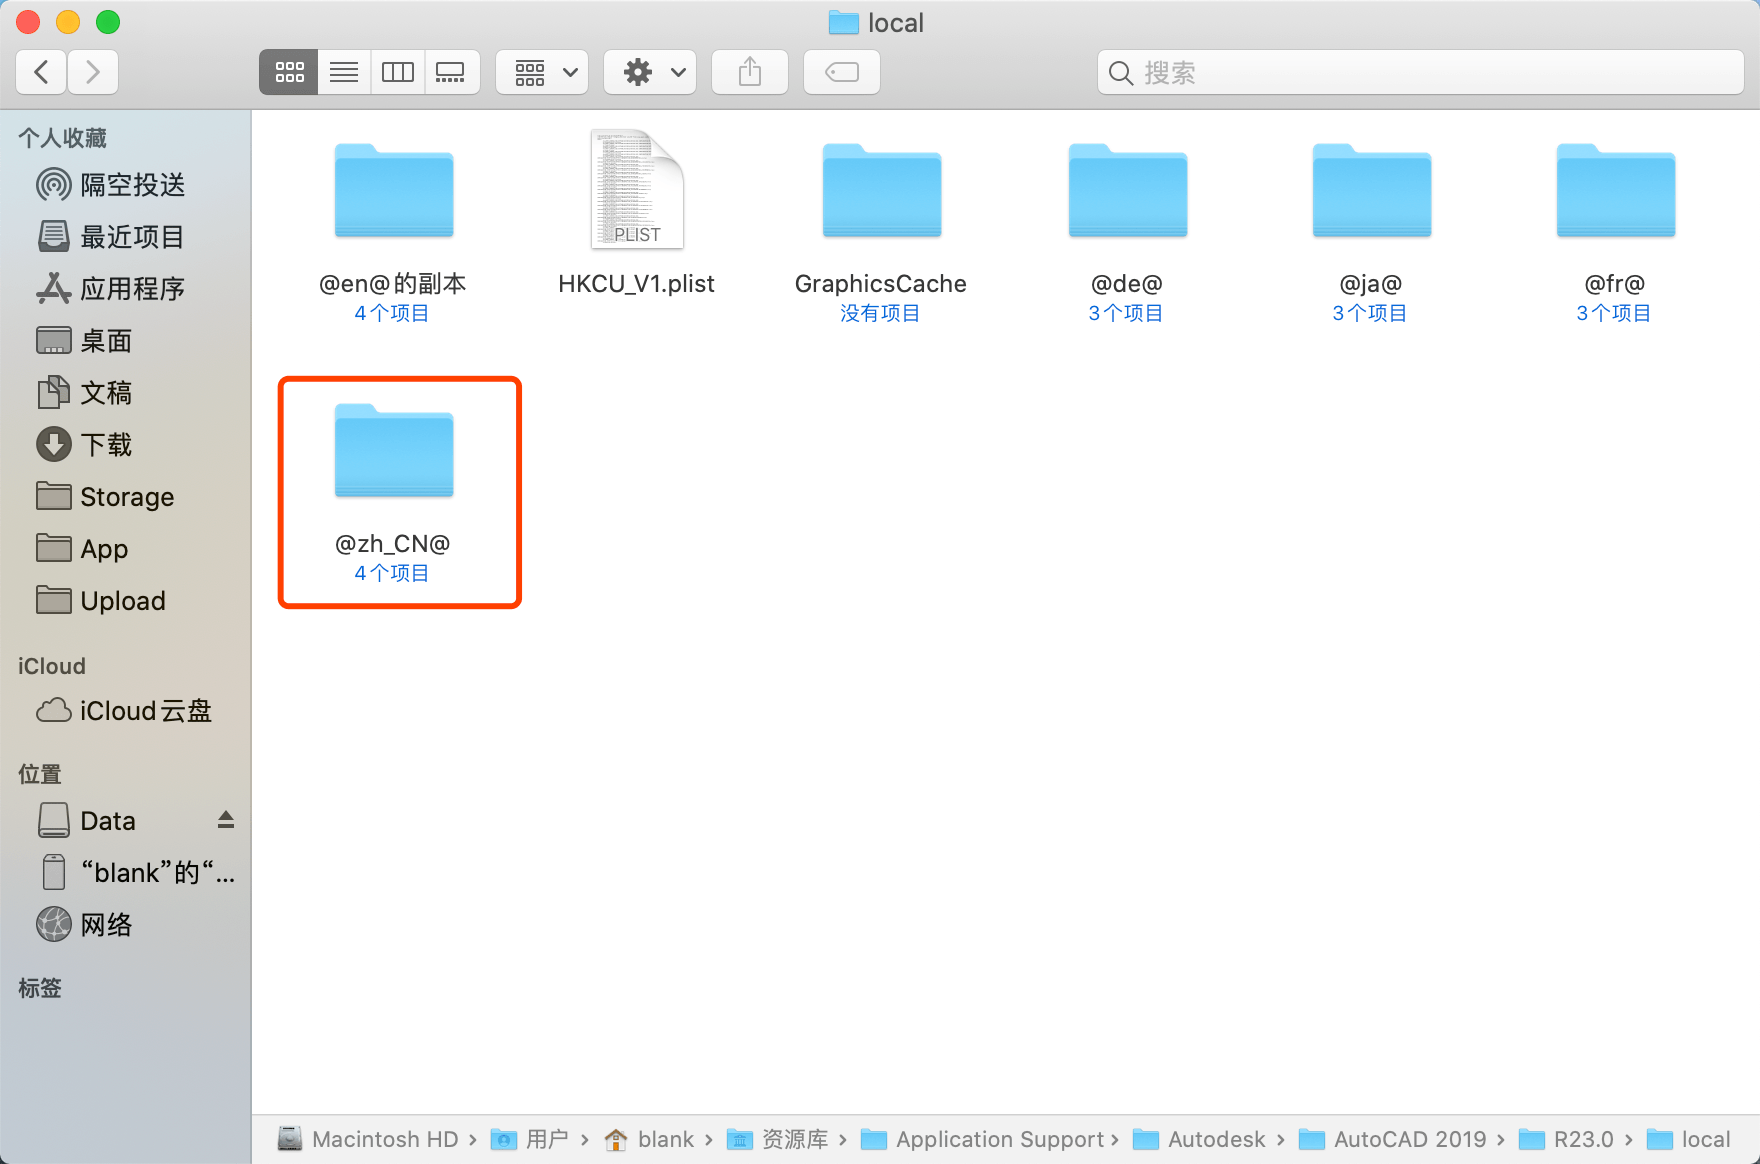 local
搜索
个人收藏
隔空投送
最近项目
应用程序
桌面
文稿
下载
Storage
App
Upload
iCloud
iCloud云盘
位置
Data
“blank”的“...
网络
标签
@en@的副本
4个项目
PLIST
HKCU_V1.plist
GraphicsCache
没有项目
@de@
3个项目
@ja@
3个项目
@fr@
3个项目
@zh_CN@
4个项目
Macintosh HD › 用户 › blank › 资源库 › Application Support › Autodesk › AutoCAD 2019 › R23.0 › local